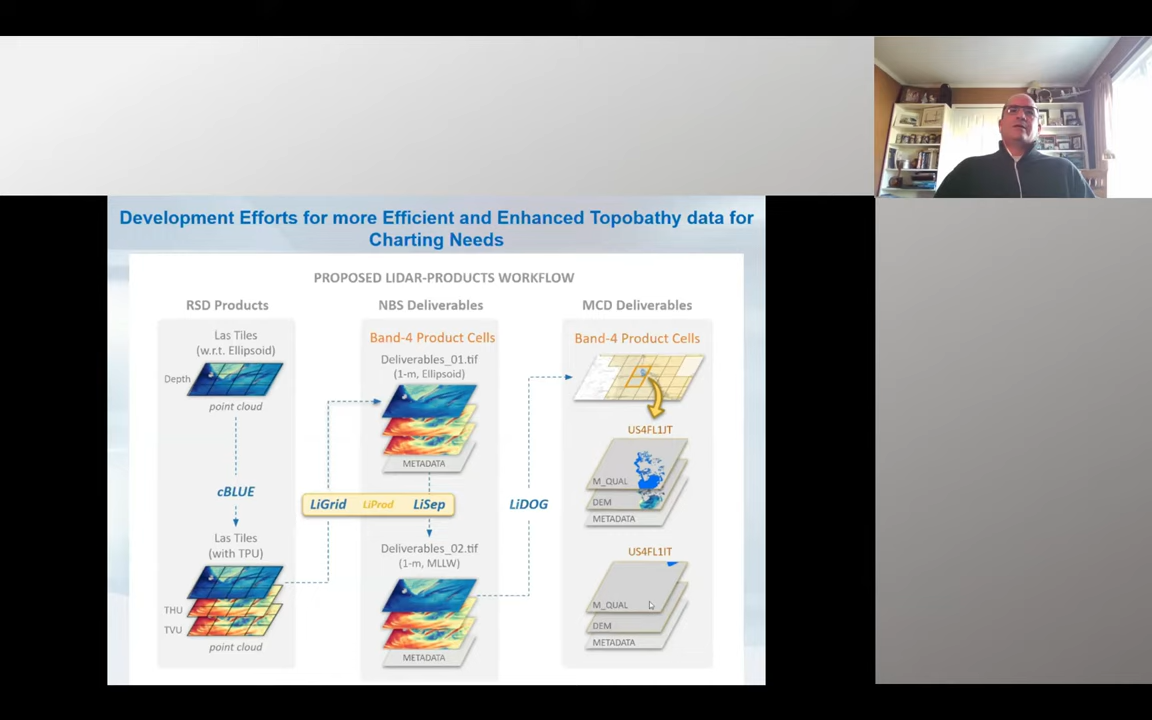 Development Efforts for more Efficient and Enhanced Topobathy data for
Charting Needs
PROPOSED LIDAR-PRODUCTS WORKFLOW
RSD Products
Las Tiles
(w.r.t. Ellipsoid)
Depth
point cloud
cBLUE
Las Tiles
(with TPU)
THU
TVU
point cloud
NBS Deliverables
Band-4 Product Cells
Deliverables_01.tif
(1-m, Ellipsoid)
METADATA
LiGrid LiProd LiSep
Deliverables_02.tif
(1-m, MLLW)
METADATA
LiDOG
MCD Deliverables
Band-4 Product Cells
US4FL1JT
M_QUAL
DEM
METADATA
US4FL1IT
M_QUAL
DEM
METADATA